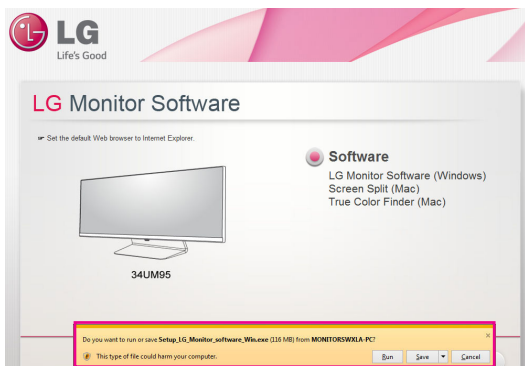 LG
Life's Good
LG Monitor Software
☞ Set the default Web browser to Internet Explorer.
Software
LG Monitor Software (Windows)
Screen Split (Mac)
True Color Finder (Mac)
34UM95
Do you want to run or save Setup_LG_Monitor_software_Win.exe (116 MB) from MONITORSWXLA-PC?
×
This type of file could harm your computer.
Run
Save
Cancel